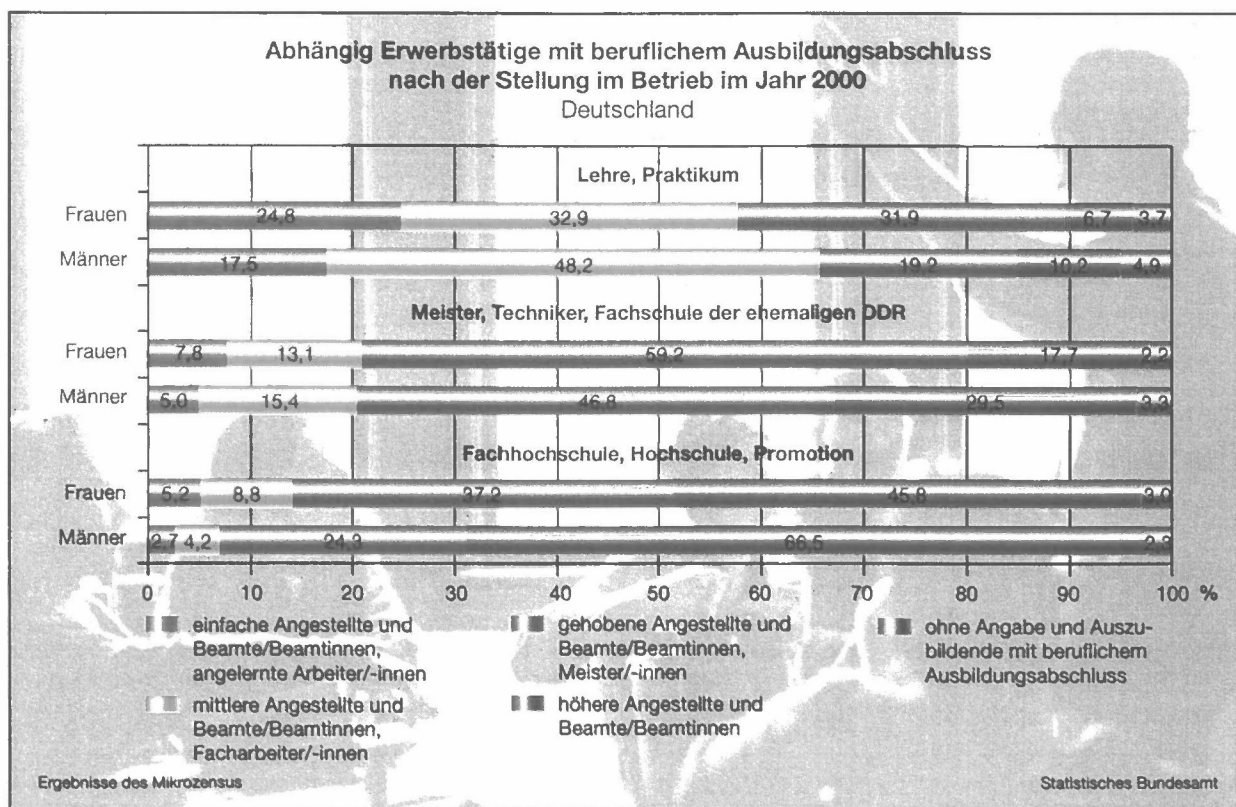 Abhängig Erwerbstätige mit beruflichem Ausbildungsabschluss
nach der Stellung im Betrieb im Jahr 2000
Deutschland
Lehre, Praktikum
Frauen 24,8 32,9 31,9 6,7 3,7
Männer 17,5 48,2 19,2 10,2 4,9
Meister, Techniker, Fachschule der ehemaligen DDR
Frauen 7,8 13,1 59,2 17,7 2,2
Männer 5,0 15,4 46,8 29,5 3,3
Fachhochschule, Hochschule, Promotion
Frauen 5,2 8,8 37,2 45,8 3,0
Männer 2,7 4,2 24,3 66,5 2,3
0 10 20 30 40 50 60 70 80 90 100 %
einfache Angestellte und
Beamte/Beamtinnen,
angelernte Arbeiter/-innen
mittlere Angestellte und
Beamte/Beamtinnen,
Facharbeiter/-innen
gehobene Angestellte und
Beamte/Beamtinnen,
Meister/-innen
höhere Angestellte und
Beamte/Beamtinnen
ohne Angabe und Auszu-
bildende mit beruflichem
Ausbildungsabschluss
Ergebnisse des Mikrozensus
Statistisches Bundesamt